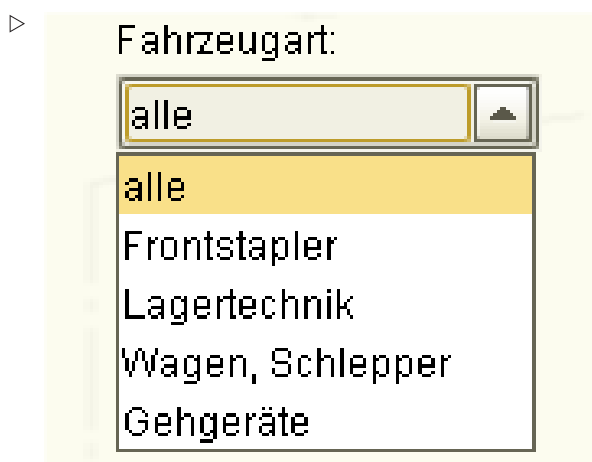 Fahrzeugart:
alle
alle
Frontstapler
Lagertechnik
Wagen, Schlepper
Gehgeräte